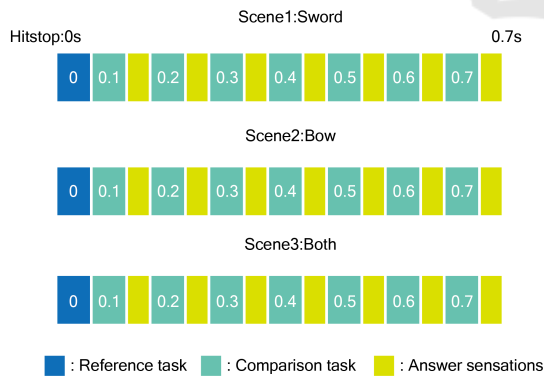 Scene1:Sword
Hitstop:0s 0.7s
0 0.1 0.2 0.3 0.4 0.5 0.6 0.7
Scene2:Bow
0 0.1 0.2 0.3 0.4 0.5 0.6 0.7
Scene3:Both
0 0.1 0.2 0.3 0.4 0.5 0.6 0.7
: Reference task : Comparison task : Answer sensations